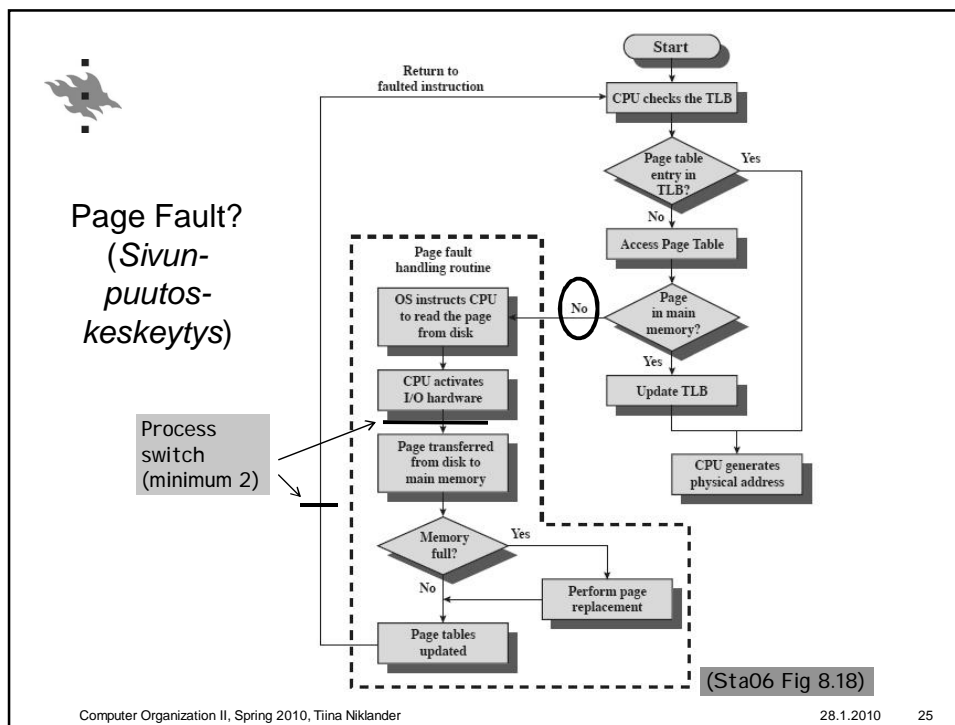 Page Fault?
(Sivun-
puutos-
keskeytys)
Start
Return to
faulted instruction
CPU checks the TLB
Page table
entry in
TLB?
Yes
No
Access Page Table
Page fault
handling routine
OS instructs CPU
to read the page
from disk
No
Page
in main
memory?
Yes
CPU activates
I/O hardware
Update TLB
Process
switch
(minimum 2)
Page transferred
from disk to
main memory
CPU generates
physical address
Memory
full?
Yes
No
Perform page
replacement
Page tables
updated
(Sta06 Fig 8.18)
Computer Organization II, Spring 2010, Tiina Niklander
28.1.2010
25